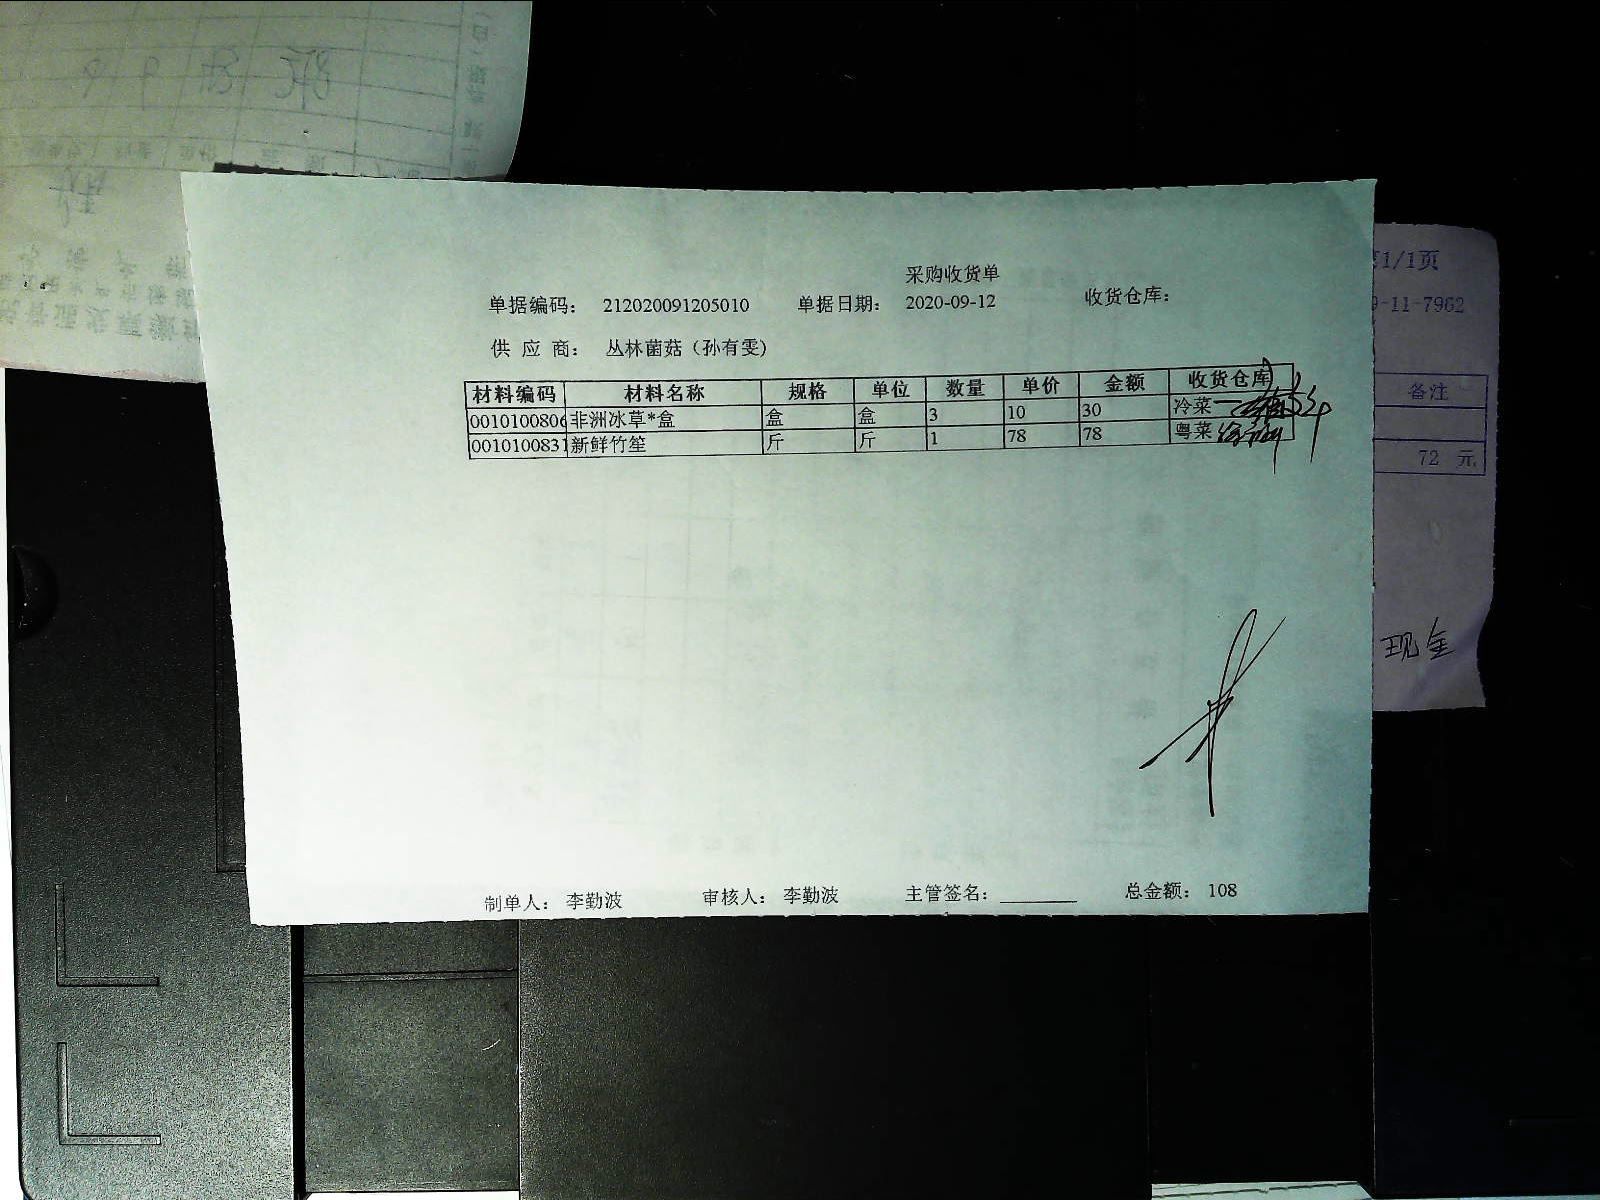 采购收货单
单据编码: 212020091205010 单据日期: 2020-09-12 收货仓库:
供 应 商: 丛林菌菇（孙有雯）
材料编码 材料名称 规格 单位 数量 单价 金额 收货仓库
0010100806 非洲冰草*盒 盒 盒 3 10 30 冷菜
0010100831 新鲜竹笙 斤 斤 1 78 78 粤菜
制单人: 李勤波 审核人: 李勤波 主管签名: 总金额: 108
1/1页
9-11-7962
备注
72 元
现金